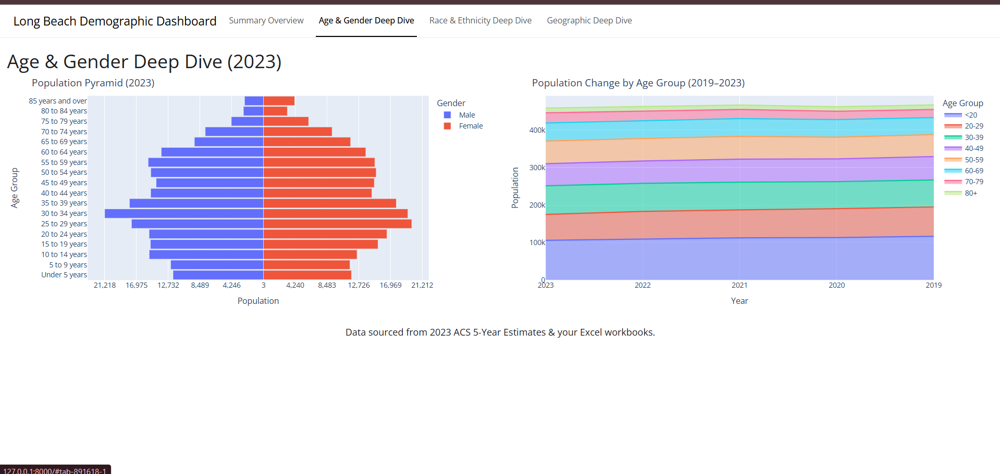 Long Beach Demographic Dashboard
Summary Overview
Age & Gender Deep Dive
Race & Ethnicity Deep Dive
Geographic Deep Dive
Age & Gender Deep Dive (2023)
Population Pyramid (2023)
Age Group
85 years and over
80 to 84 years
75 to 79 years
70 to 74 years
65 to 69 years
60 to 64 years
55 to 59 years
50 to 54 years
45 to 49 years
40 to 44 years
35 to 39 years
30 to 34 years
25 to 29 years
20 to 24 years
15 to 19 years
10 to 14 years
5 to 9 years
Under 5 years
21,218 16,975 12,732 8,489 4,246 3 4,240 8,483 12,726 16,969 21,212
Population
Gender
Male
Female
Population Change by Age Group (2019–2023)
Population
400k
300k
200k
100k
0
2023 2022 2021 2020 2019
Year
Age Group
<20
20-29
30-39
40-49
50-59
60-69
70-79
80+
Data sourced from 2023 ACS 5-Year Estimates & your Excel workbooks.
127.0.0.1:8000/#tab-891618-1